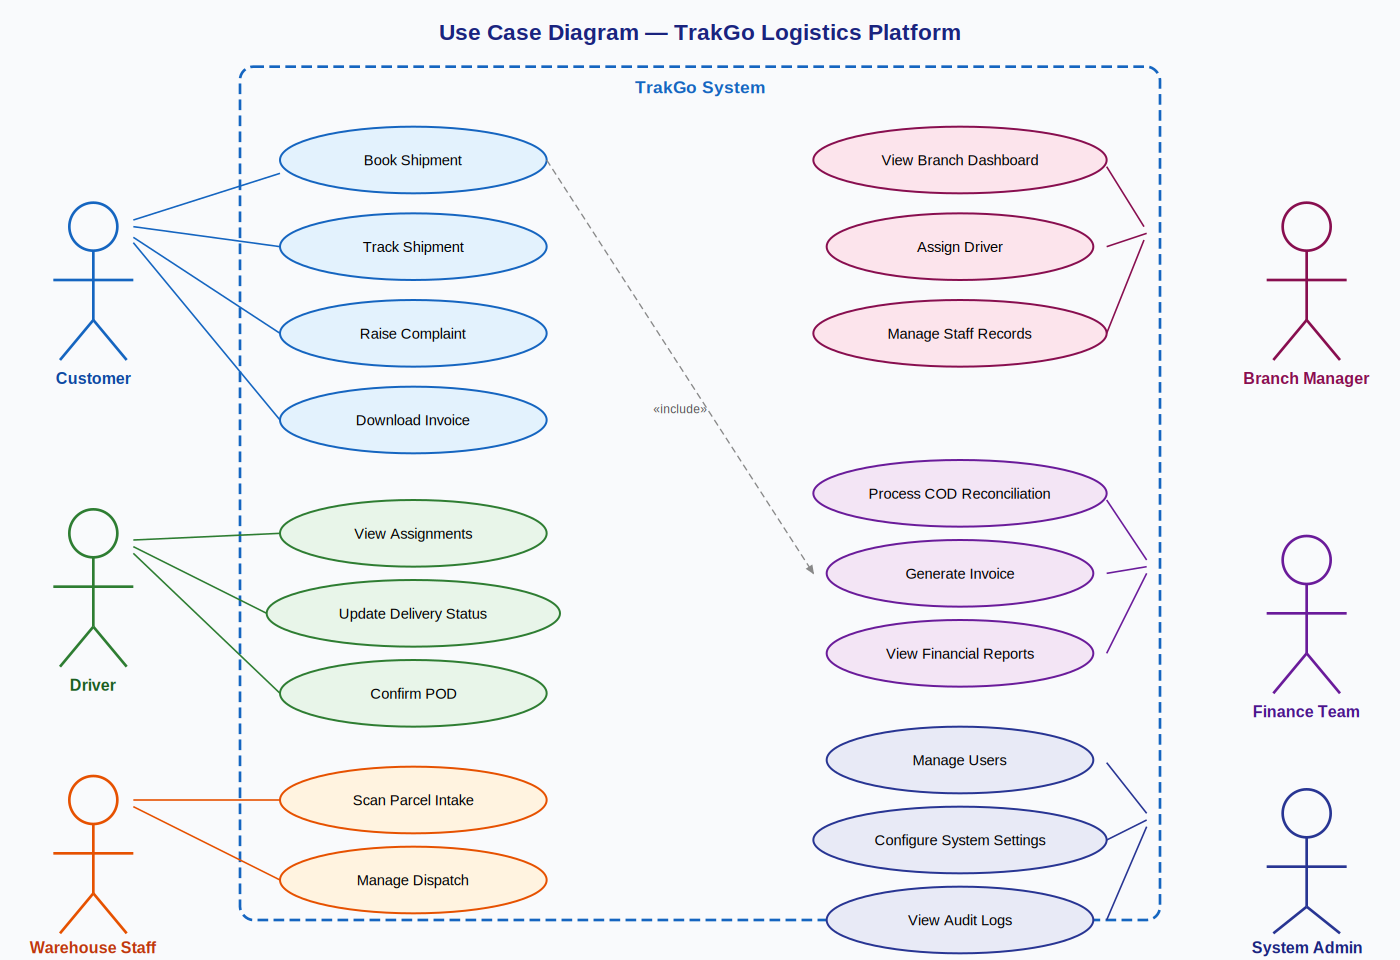 Use Case Diagram — TrakGo Logistics Platform
TrakGo System
Book Shipment
Track Shipment
Raise Complaint
Download Invoice
Customer
View Assignments
Update Delivery Status
Confirm POD
Driver
Scan Parcel Intake
Manage Dispatch
Warehouse Staff
«include»
View Branch Dashboard
Assign Driver
Manage Staff Records
Branch Manager
Process COD Reconciliation
Generate Invoice
View Financial Reports
Finance Team
Manage Users
Configure System Settings
View Audit Logs
System Admin